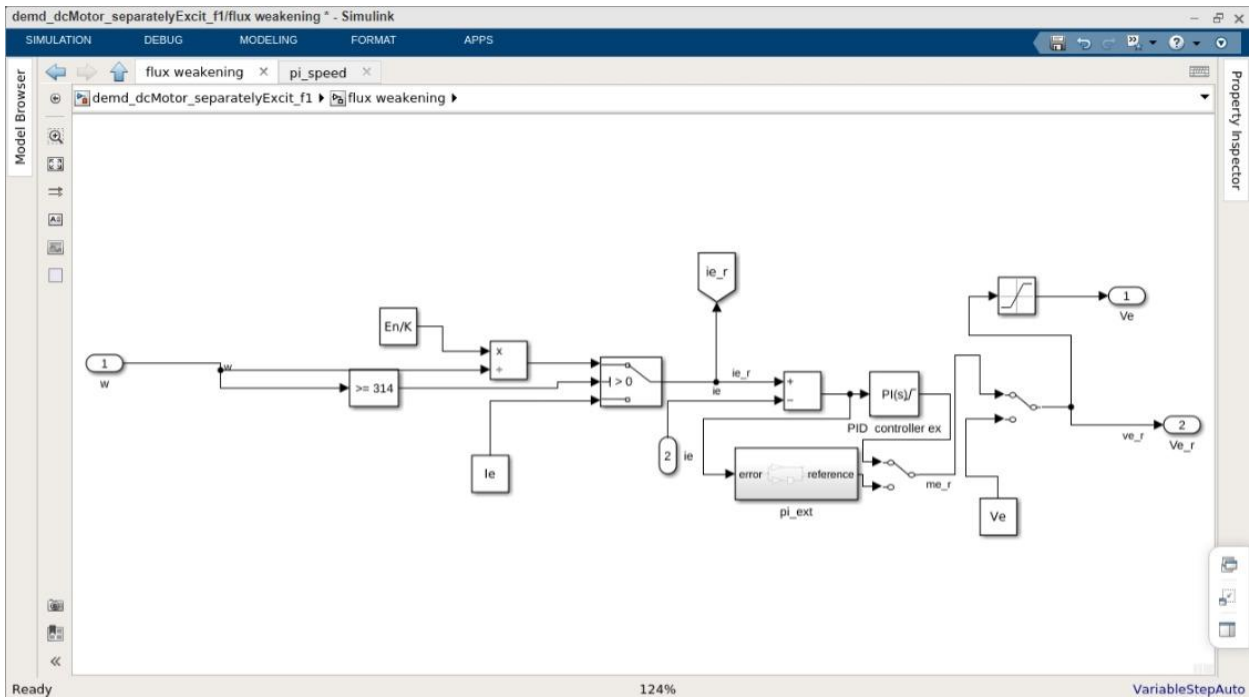 demd_dcMotor_separatelyExcit_f1/flux weakening * - Simulink
SIMULATION DEBUG MODELING FORMAT APPS
flux weakening × pi_speed ×
demd_dcMotor_separatelyExcit_f1 ▶ flux weakening ▶
Model Browser
Property Inspector
ie_r
1
Ve
En/K
x
÷
1
w
w
>= 314
> 0
ie_r
ie
+
−
PI(s)
PID controller ex
2
ie
Ie
error reference
pi_ext
me_r
ve_r
2
Ve_r
Ve
Ready 124% VariableStepAuto